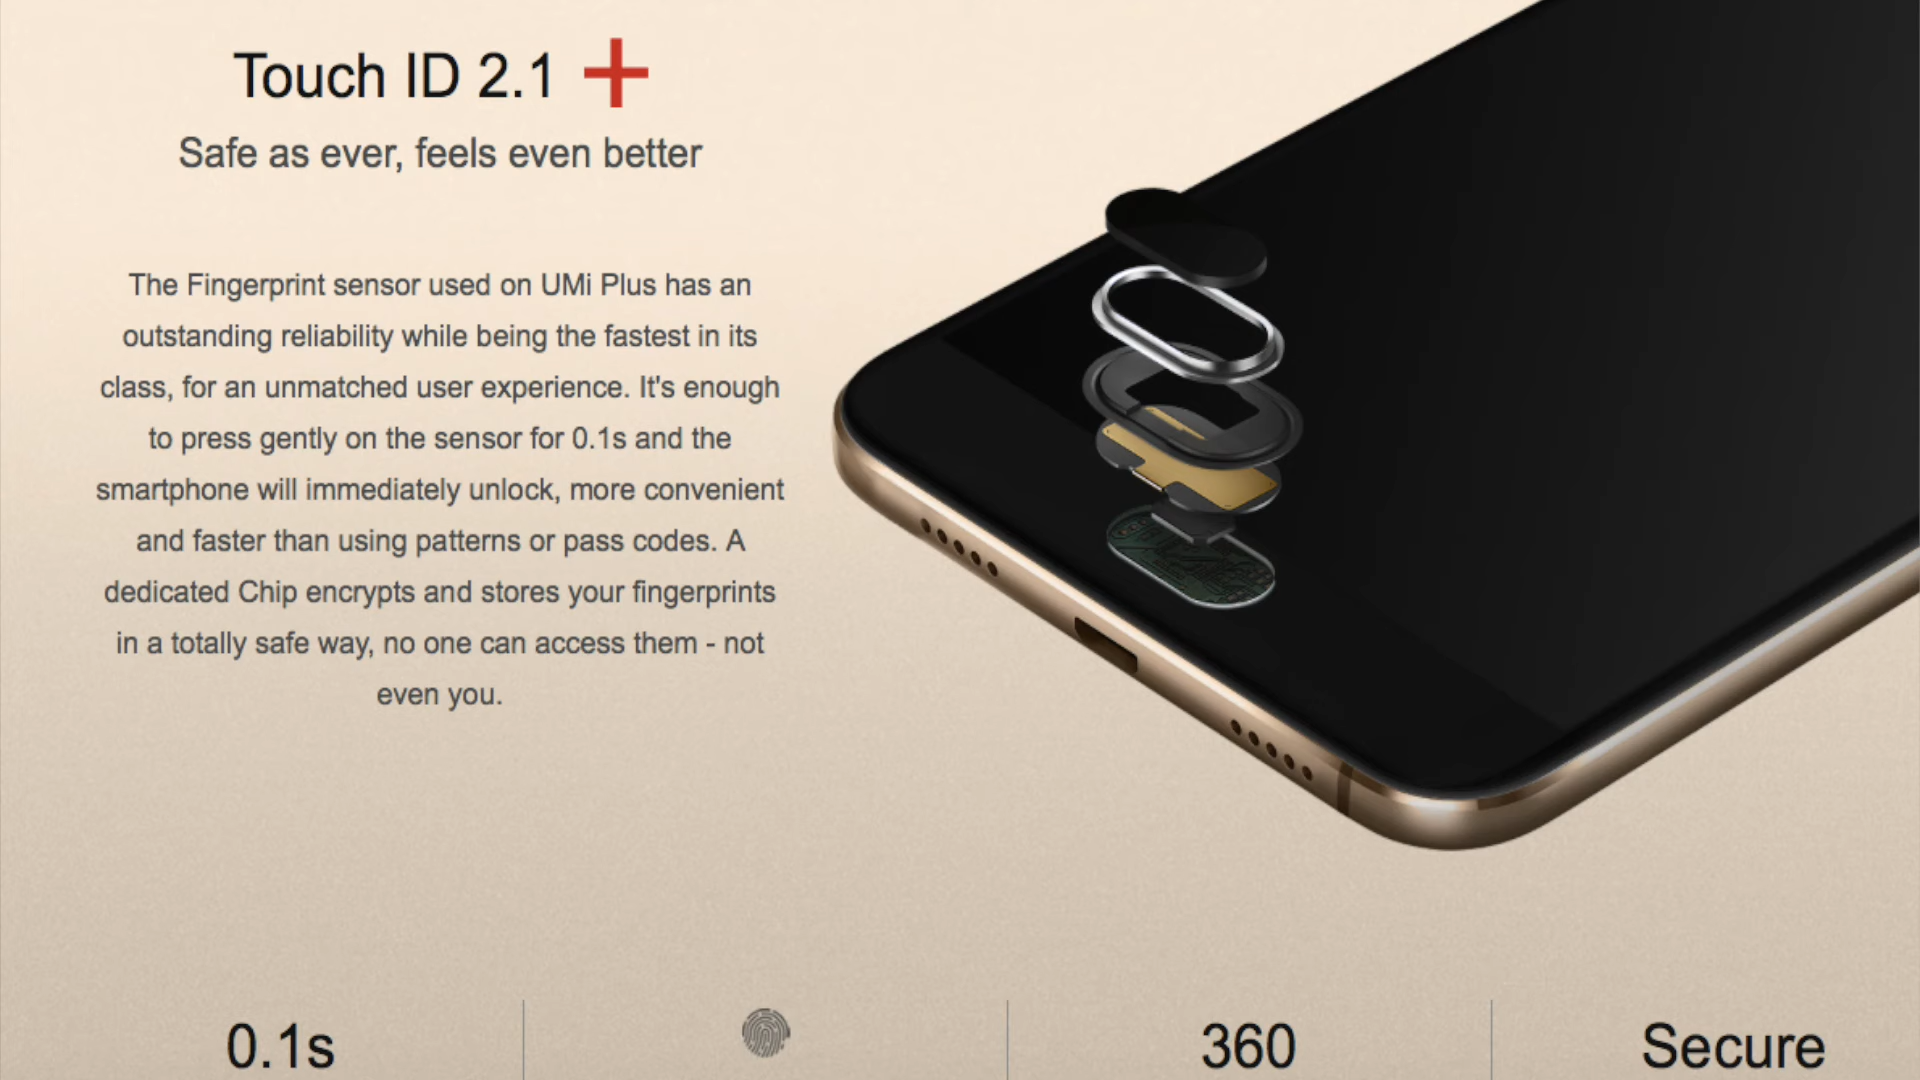 Touch ID 2.1 +
Safe as ever, feels even better
The Fingerprint sensor used on UMi Plus has an
outstanding reliability while being the fastest in its
class, for an unmatched user experience. It's enough
to press gently on the sensor for 0.1s and the
smartphone will immediately unlock, more convenient
and faster than using patterns or pass codes. A
dedicated Chip encrypts and stores your fingerprints
in a totally safe way, no one can access them - not
even you.
0.1s
360
Secure